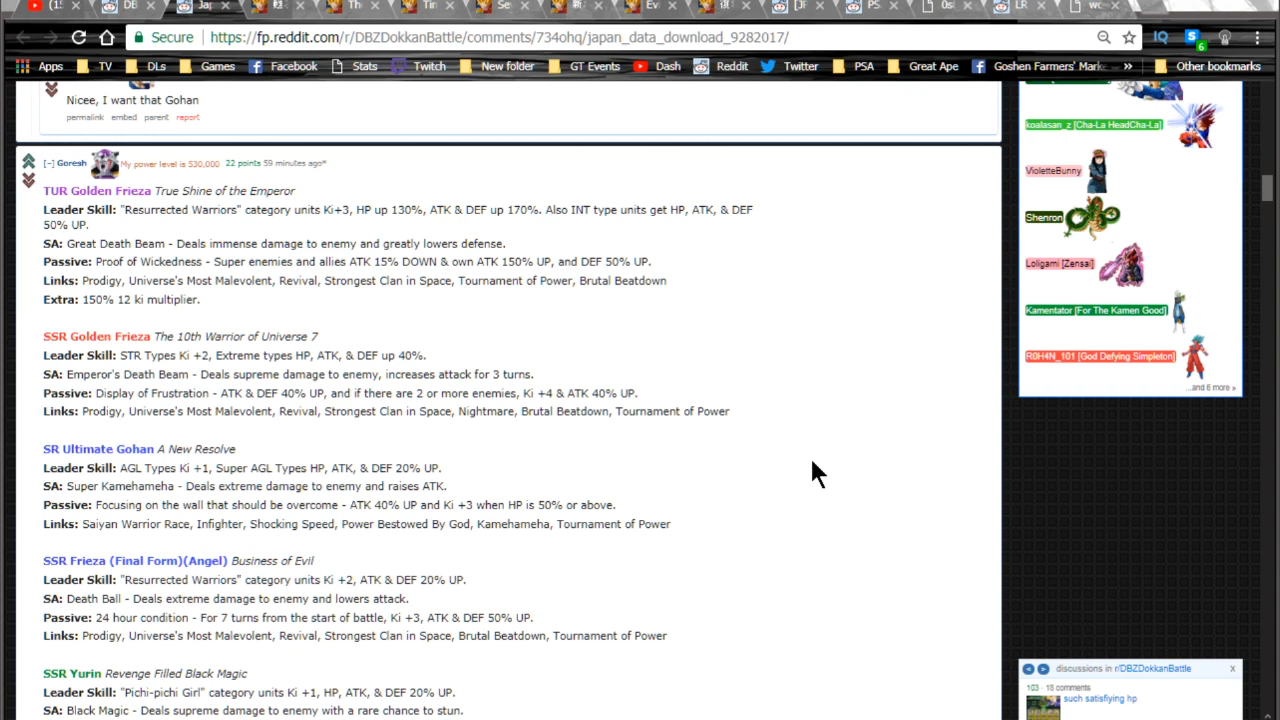 (1
DB
Jap
Th
Tir
Se
Ev
[JF
PS
0s
LR
wc
Secure https://fp.reddit.com/r/DBZDokkanBattle/comments/734ohq/japan_data_download_9282017/
6
Apps TV DLs Games Facebook Stats Twitch New folder GT Events Dash Reddit Twitter PSA Great Ape Goshen Farmers' Marke » Other bookmarks
Nicee, I want that Gohan
permalink embed parent report
[–] Goresh My power level is 530,000 22 points 59 minutes ago*
TUR Golden Frieza True Shine of the Emperor
Leader Skill: "Resurrected Warriors" category units Ki+3, HP up 130%, ATK & DEF up 170%. Also INT type units get HP, ATK, & DEF
50% UP.
SA: Great Death Beam - Deals immense damage to enemy and greatly lowers defense.
Passive: Proof of Wickedness - Super enemies and allies ATK 15% DOWN & own ATK 150% UP, and DEF 50% UP.
Links: Prodigy, Universe's Most Malevolent, Revival, Strongest Clan in Space, Tournament of Power, Brutal Beatdown
Extra: 150% 12 ki multiplier.
SSR Golden Frieza The 10th Warrior of Universe 7
Leader Skill: STR Types Ki +2, Extreme types HP, ATK, & DEF up 40%.
SA: Emperor's Death Beam - Deals supreme damage to enemy, increases attack for 3 turns.
Passive: Display of Frustration - ATK & DEF 40% UP, and if there are 2 or more enemies, Ki +4 & ATK 40% UP.
Links: Prodigy, Universe's Most Malevolent, Revival, Strongest Clan in Space, Nightmare, Brutal Beatdown, Tournament of Power
SR Ultimate Gohan A New Resolve
Leader Skill: AGL Types Ki +1, Super AGL Types HP, ATK, & DEF 20% UP.
SA: Super Kamehameha - Deals extreme damage to enemy and raises ATK.
Passive: Focusing on the wall that should be overcome - ATK 40% UP and Ki +3 when HP is 50% or above.
Links: Saiyan Warrior Race, Infighter, Shocking Speed, Power Bestowed By God, Kamehameha, Tournament of Power
SSR Frieza (Final Form)(Angel) Business of Evil
Leader Skill: "Resurrected Warriors" category units Ki +2, ATK & DEF 20% UP.
SA: Death Ball - Deals extreme damage to enemy and lowers attack.
Passive: 24 hour condition - For 7 turns from the start of battle, Ki +3, ATK & DEF 50% UP.
Links: Prodigy, Universe's Most Malevolent, Revival, Strongest Clan in Space, Brutal Beatdown, Tournament of Power
SSR Yurin Revenge Filled Black Magic
Leader Skill: "Pichi-pichi Girl" category units Ki +1, HP, ATK, & DEF 20% UP.
SA: Black Magic - Deals supreme damage to enemy with a rare chance to stun.
koalasan_z [Cha-La HeadCha-La]
VioletteBunny
Shenron
Loligami [Zensai]
Kamentator [For The Kamen Good]
R0H4N_101 [God Defying Simpleton]
...and 6 more »
discussions in r/DBZDokkanBattle X
103 · 18 comments
such satisfiying hp